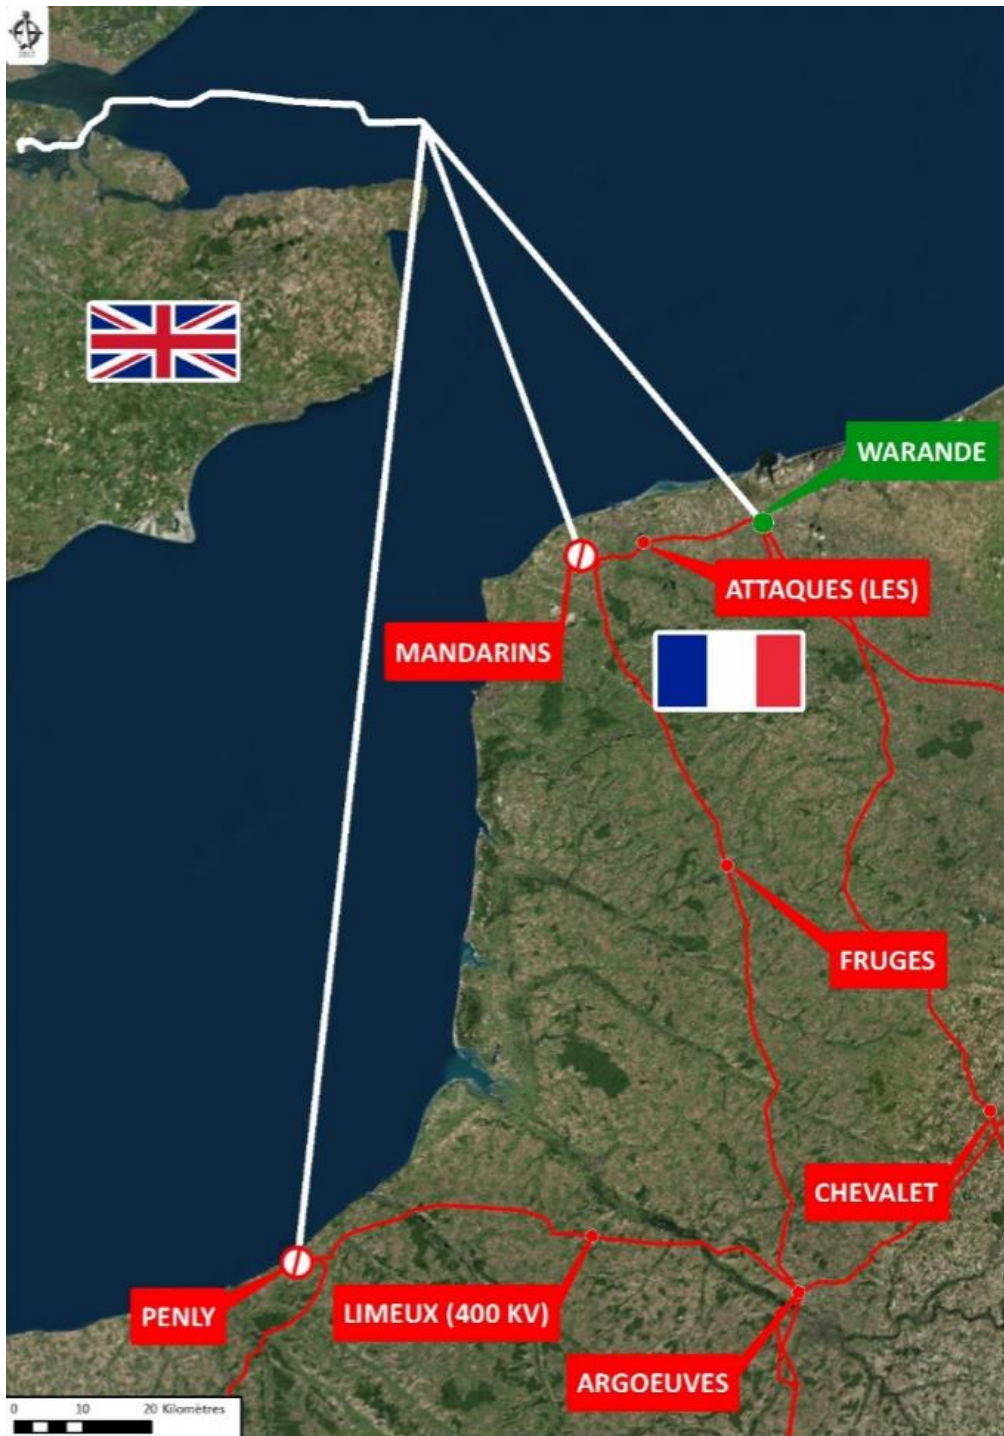 WARANDE
ATTAQUES (LES)
MANDARINS
FRUGES
CHEVALET
PENLY
LIMEUX (400 KV)
ARGOEUVES
0 10 20 Kilomètres